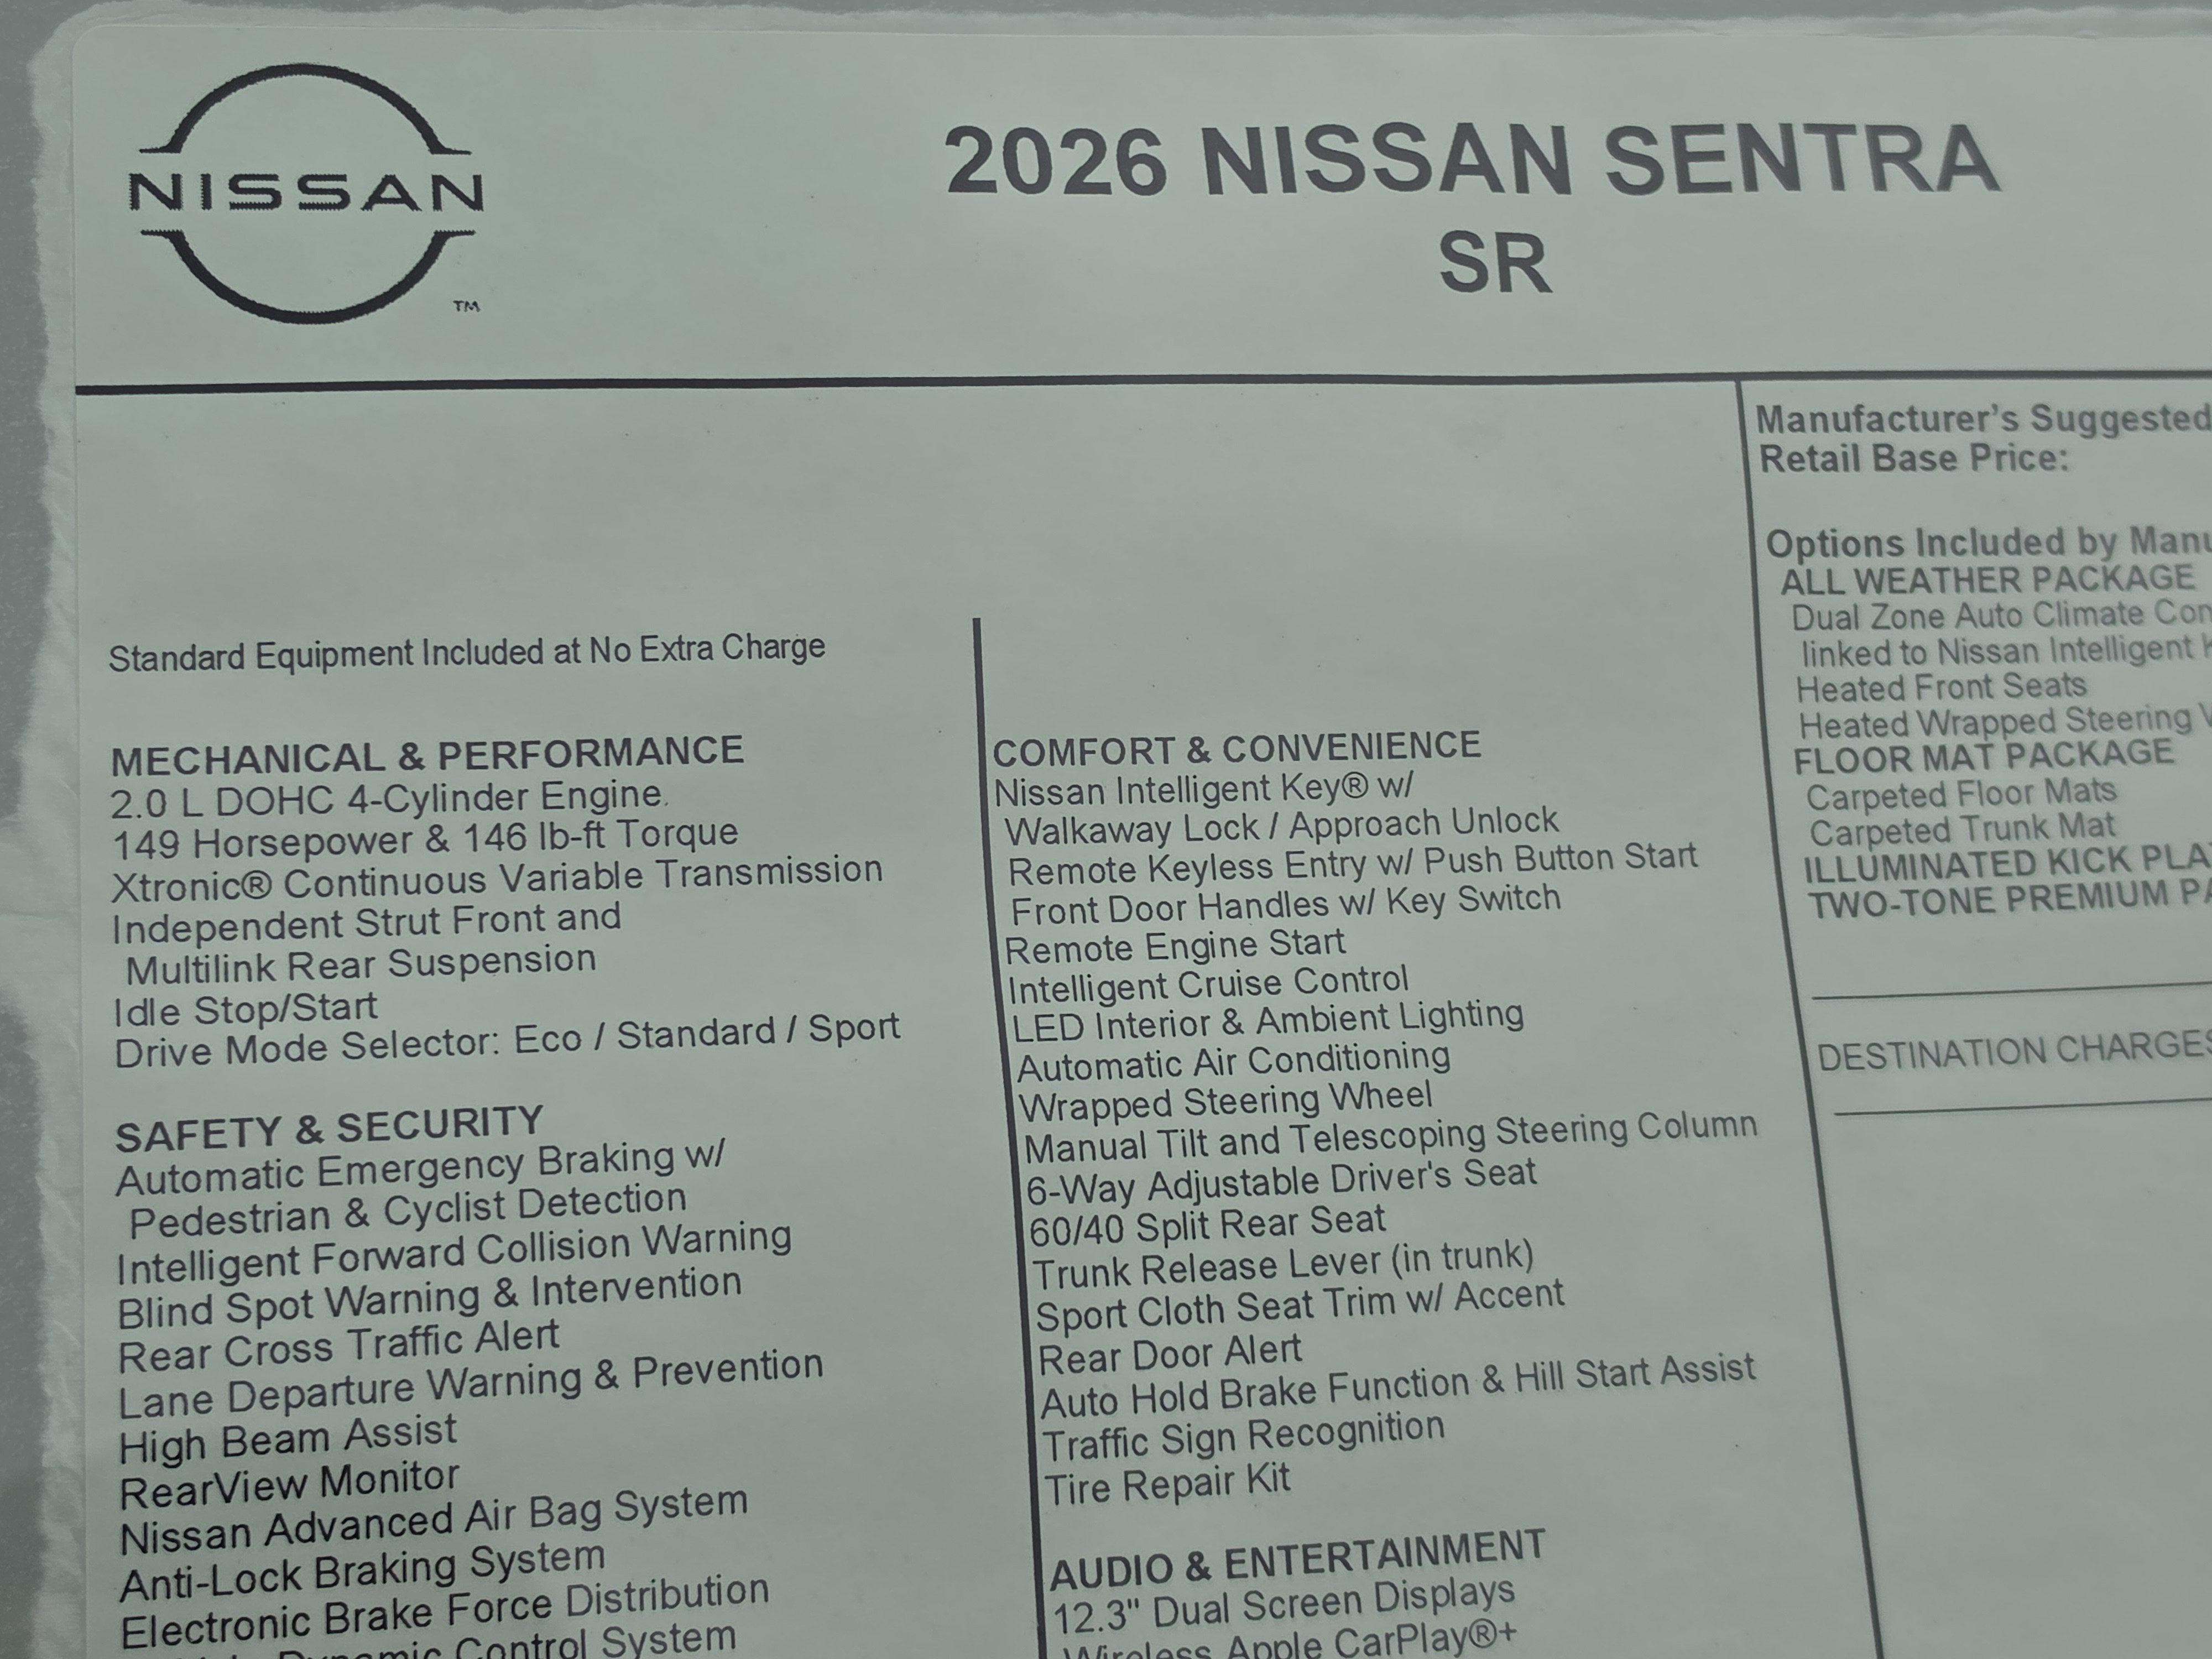 NISSAN
TM
2026 NISSAN SENTRA
SR
Standard Equipment Included at No Extra Charge
MECHANICAL & PERFORMANCE
2.0 L DOHC 4-Cylinder Engine
149 Horsepower & 146 lb-ft Torque
Xtronic® Continuous Variable Transmission
Independent Strut Front and
Multilink Rear Suspension
Idle Stop/Start
Drive Mode Selector: Eco / Standard / Sport
SAFETY & SECURITY
Automatic Emergency Braking w/
Pedestrian & Cyclist Detection
Intelligent Forward Collision Warning
Blind Spot Warning & Intervention
Rear Cross Traffic Alert
Lane Departure Warning & Prevention
High Beam Assist
RearView Monitor
Nissan Advanced Air Bag System
Anti-Lock Braking System
Electronic Brake Force Distribution
Control System
COMFORT & CONVENIENCE
Nissan Intelligent Key® w/
Walkaway Lock / Approach Unlock
Remote Keyless Entry w/ Push Button Start
Front Door Handles w/ Key Switch
Remote Engine Start
Intelligent Cruise Control
LED Interior & Ambient Lighting
Automatic Air Conditioning
Wrapped Steering Wheel
Manual Tilt and Telescoping Steering Column
6-Way Adjustable Driver's Seat
60/40 Split Rear Seat
Trunk Release Lever (in trunk)
Sport Cloth Seat Trim w/ Accent
Rear Door Alert
Auto Hold Brake Function & Hill Start Assist
Traffic Sign Recognition
Tire Repair Kit
AUDIO & ENTERTAINMENT
12.3" Dual Screen Displays
Wireless Apple CarPlay®+
Manufacturer's Suggested
Retail Base Price:
Options Included by
ALL WEATHER PACKAGE
Dual Zone Auto Climate
linked to Nissan Intelligent
Heated Front Seats
Heated Wrapped Steering
FLOOR MAT PACKAGE
Carpeted Floor Mats
Carpeted Trunk Mat
ILLUMINATED KICK
TWO-TONE PREMIUM
DESTINATION CHARGES